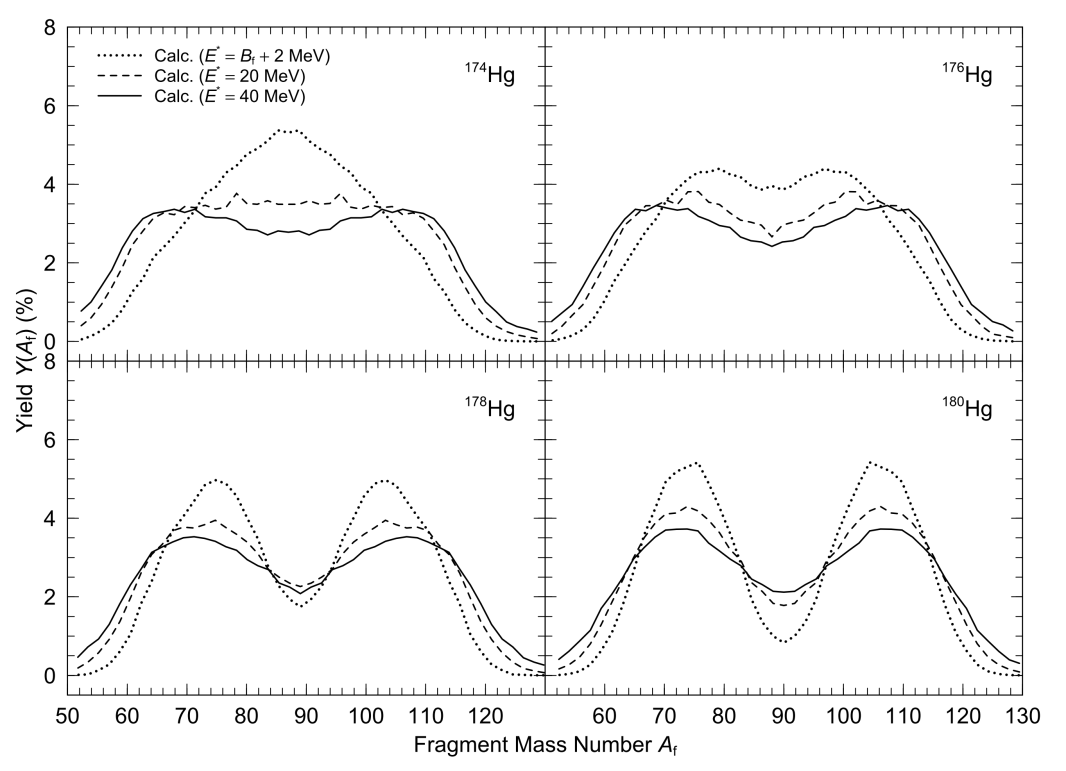 8
6
4
2
0
Calc. (E* = Bf + 2 MeV)
Calc. (E* = 20 MeV)
Calc. (E* = 40 MeV)
174Hg
176Hg
8
6
4
2
0
178Hg
180Hg
Yield Y(Af) (%)
50 60 70 80 90 100 110 120
60 70 80 90 100 110 120 130
Fragment Mass Number Af